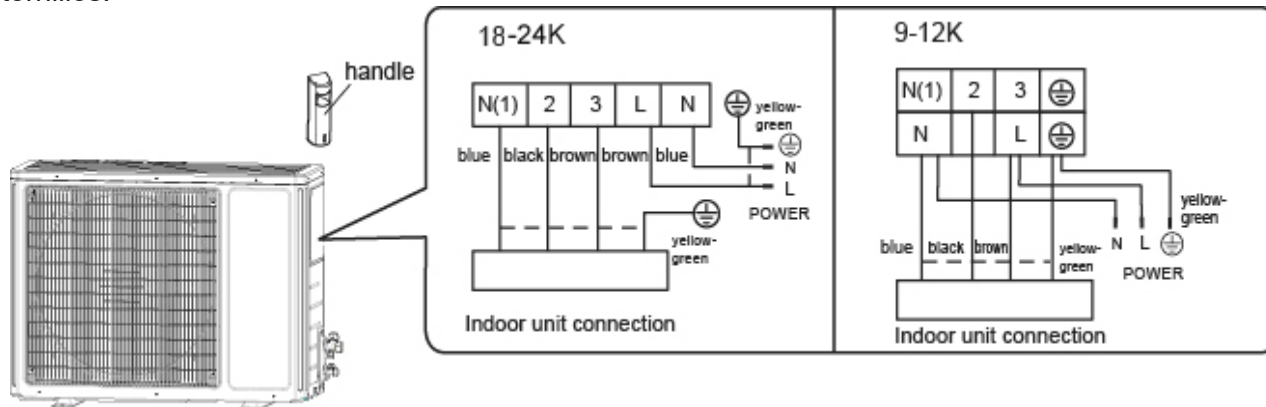 handle
18-24K
N(1) 2 3 L N
yellow-
green
blue black brown brown blue
N
L
POWER
yellow-
green
Indoor unit connection
9-12K
N(1) 2 3
N L
yellow-
green
N L
POWER
blue black brown yellow-
green
Indoor unit connection